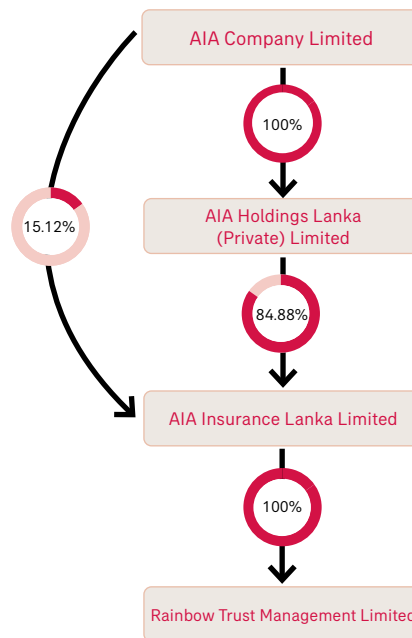 AIA Company Limited
100%
15.12%
AIA Holdings Lanka
(Private) Limited
84.88%
AIA Insurance Lanka Limited
100%
Rainbow Trust Management Limited